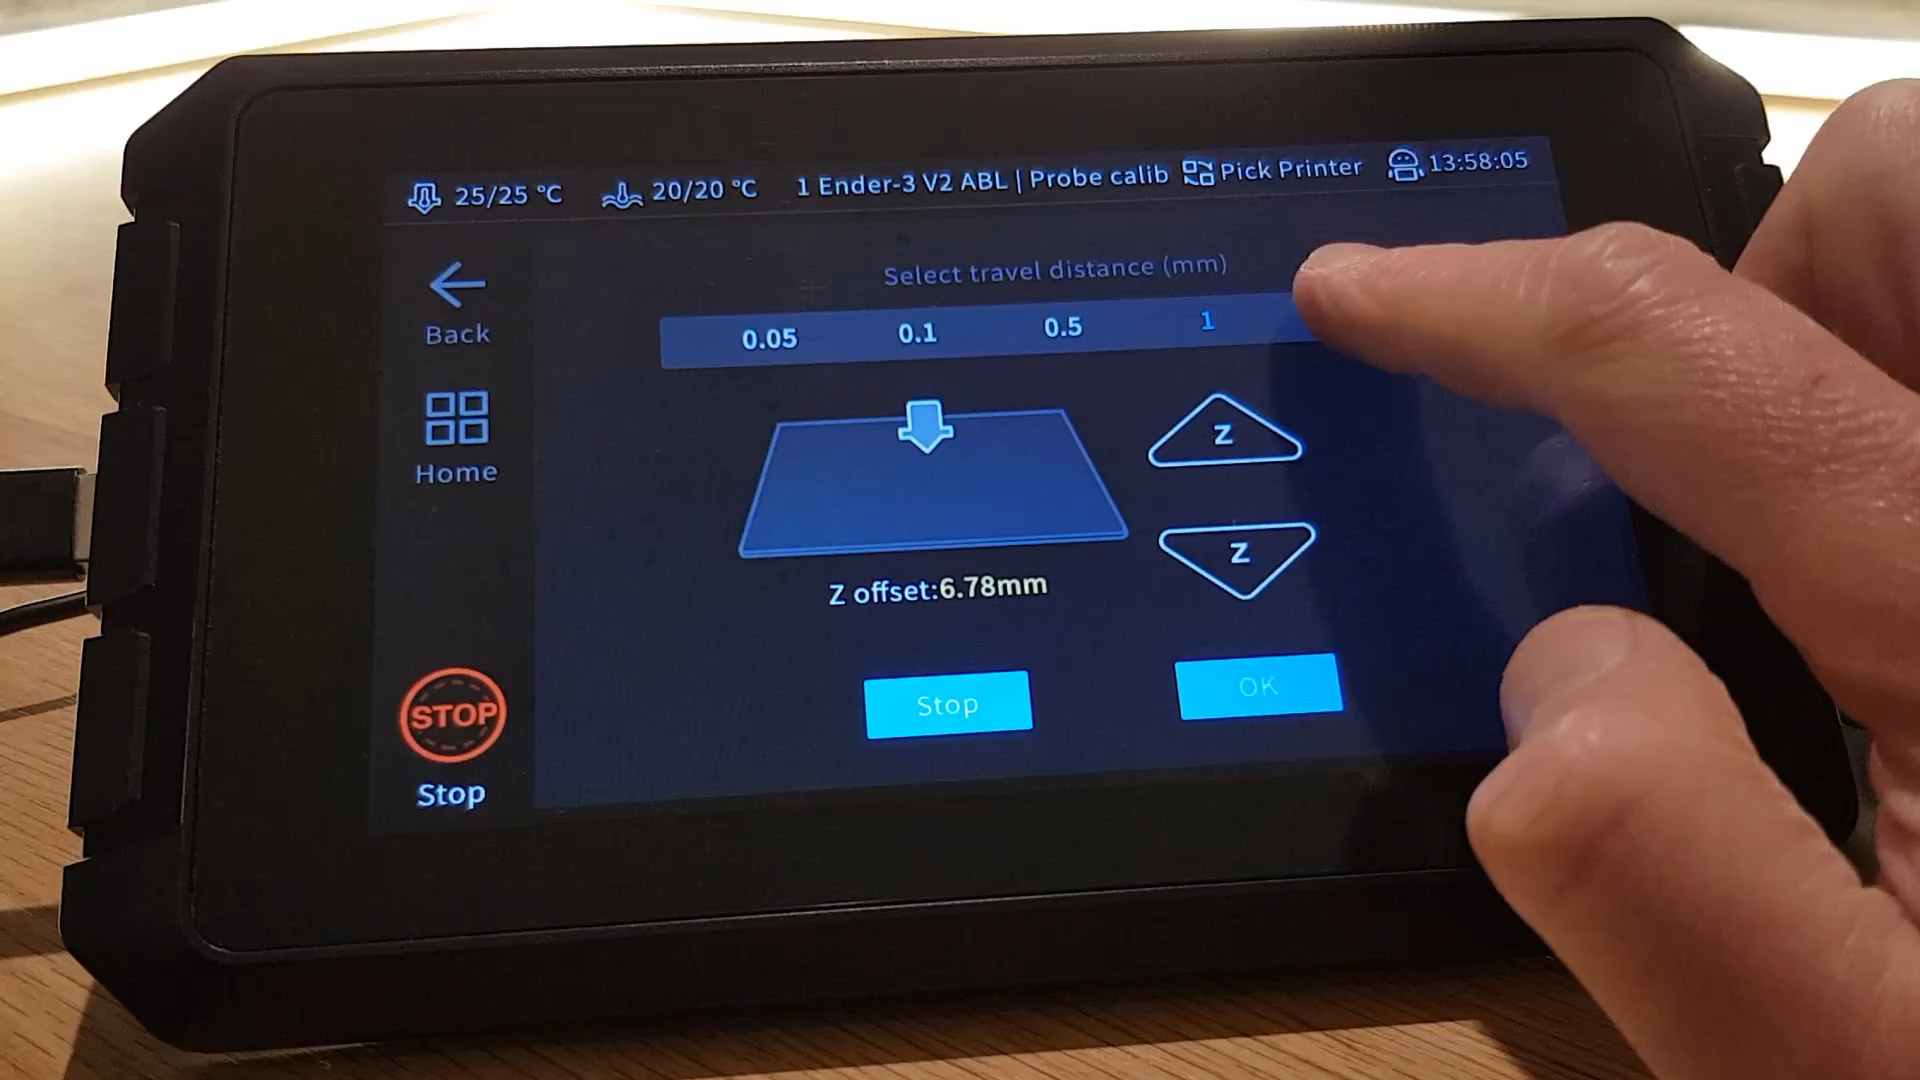 25/25 °C 20/20 °C 1 Ender-3 V2 ABL | Probe calib Pick Printer 13:58:05
Back
Home
STOP
Stop
Select travel distance (mm)
0.05 0.1 0.5 1
Z
Z
Z offset:6.78mm
Stop OK